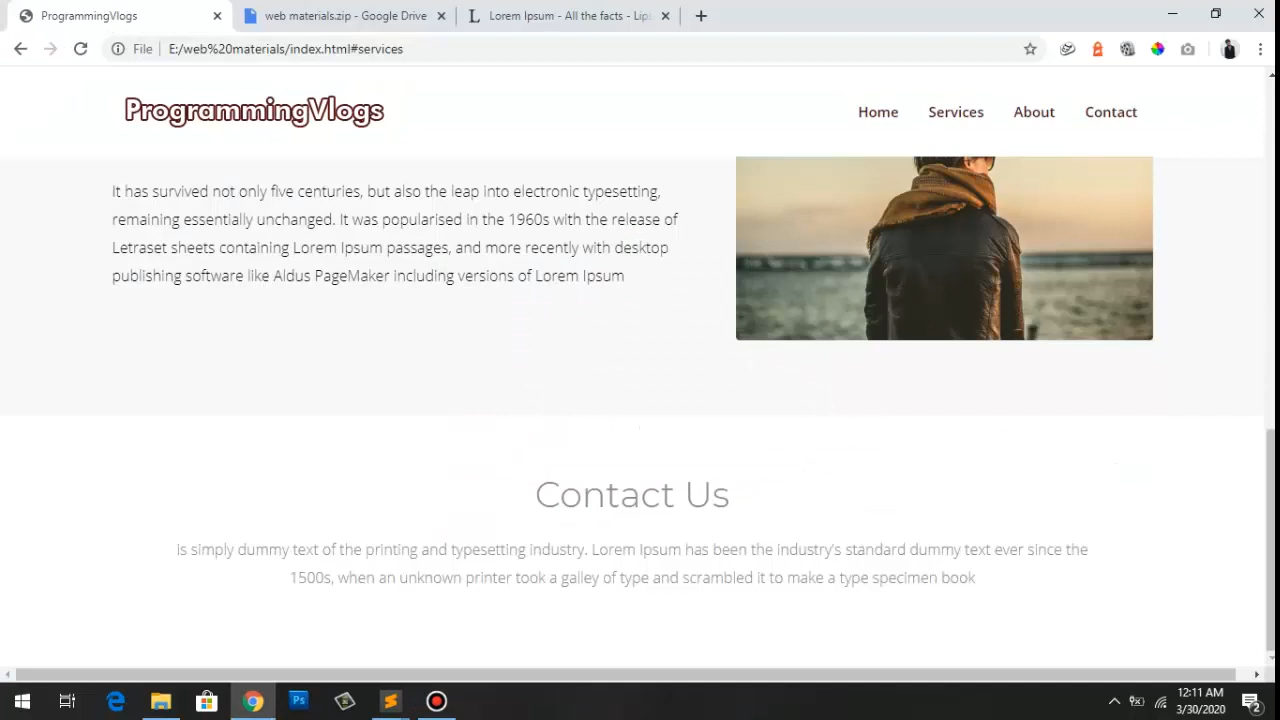 ProgrammingVlogs
web materials.zip - Google Drive
Lorem Ipsum - All the facts - Lip
File
E:/web%20materials/index.html#services
ProgrammingVlogs
Home
Services
About
Contact
It has survived not only five centuries, but also the leap into electronic typesetting,
remaining essentially unchanged. It was popularised in the 1960s with the release of
Letraset sheets containing Lorem Ipsum passages, and more recently with desktop
publishing software like Aldus PageMaker including versions of Lorem Ipsum
Contact Us
is simply dummy text of the printing and typesetting industry. Lorem Ipsum has been the industry's standard dummy text ever since the
1500s, when an unknown printer took a galley of type and scrambled it to make a type specimen book
Ps
12:11 AM
3/30/2020
2